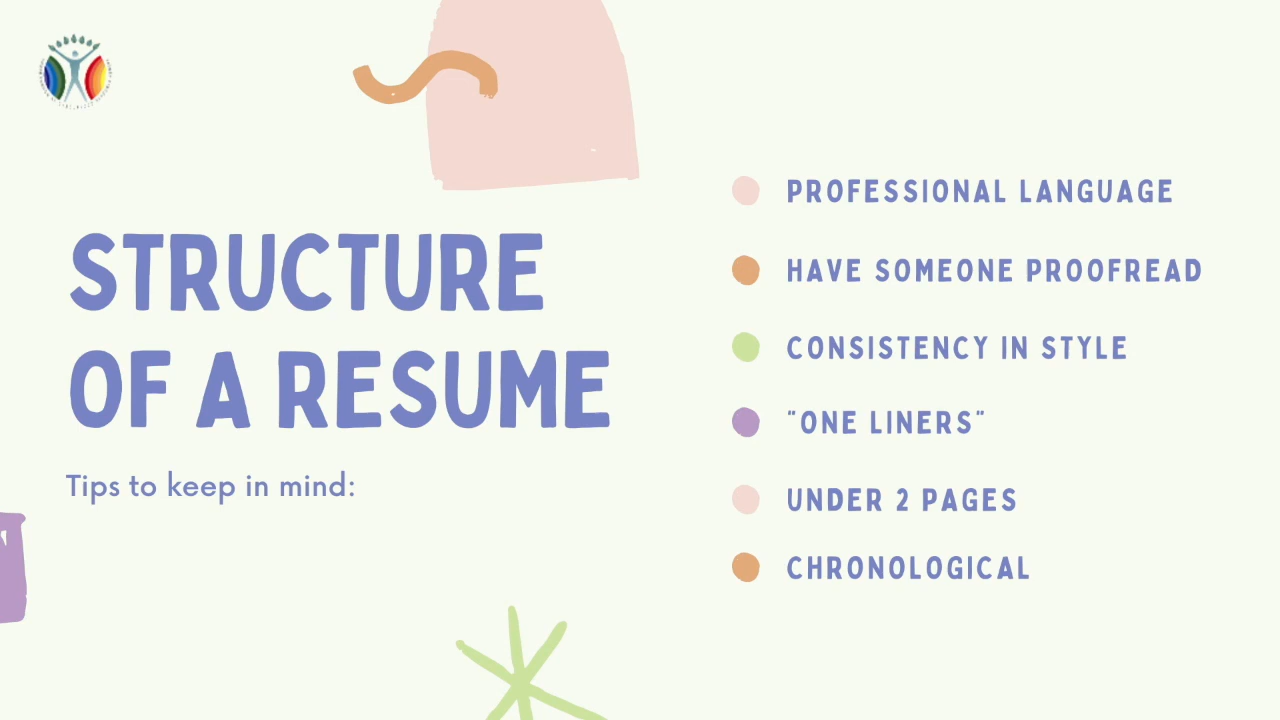 STRUCTURE
OF A RESUME
Tips to keep in mind:
PROFESSIONAL LANGUAGE
HAVE SOMEONE PROOFREAD
CONSISTENCY IN STYLE
"ONE LINERS"
UNDER 2 PAGES
CHRONOLOGICAL